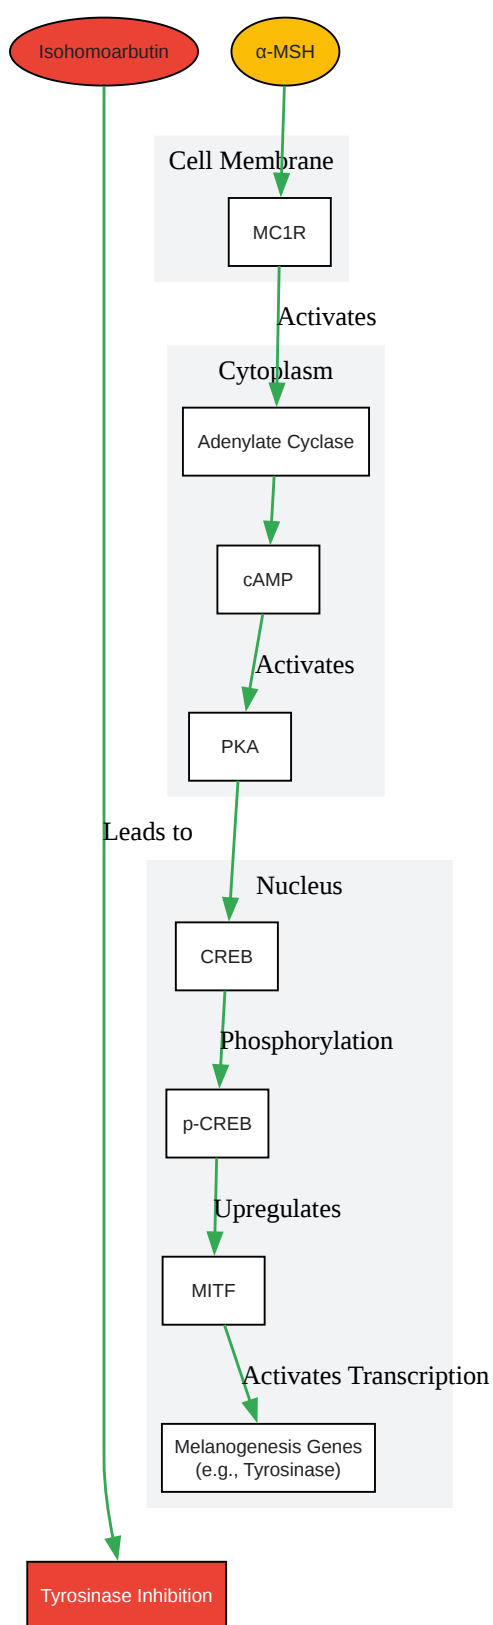 Isohomoarbutin
α-MSH
Cell Membrane
MC1R
Activates
Cytoplasm
Adenylate Cyclase
cAMP
Activates
PKA
Leads to
Nucleus
CREB
Phosphorylation
p-CREB
Upregulates
MITF
Activates Transcription
Melanogenesis Genes
(e.g., Tyrosinase)
Tyrosinase Inhibition